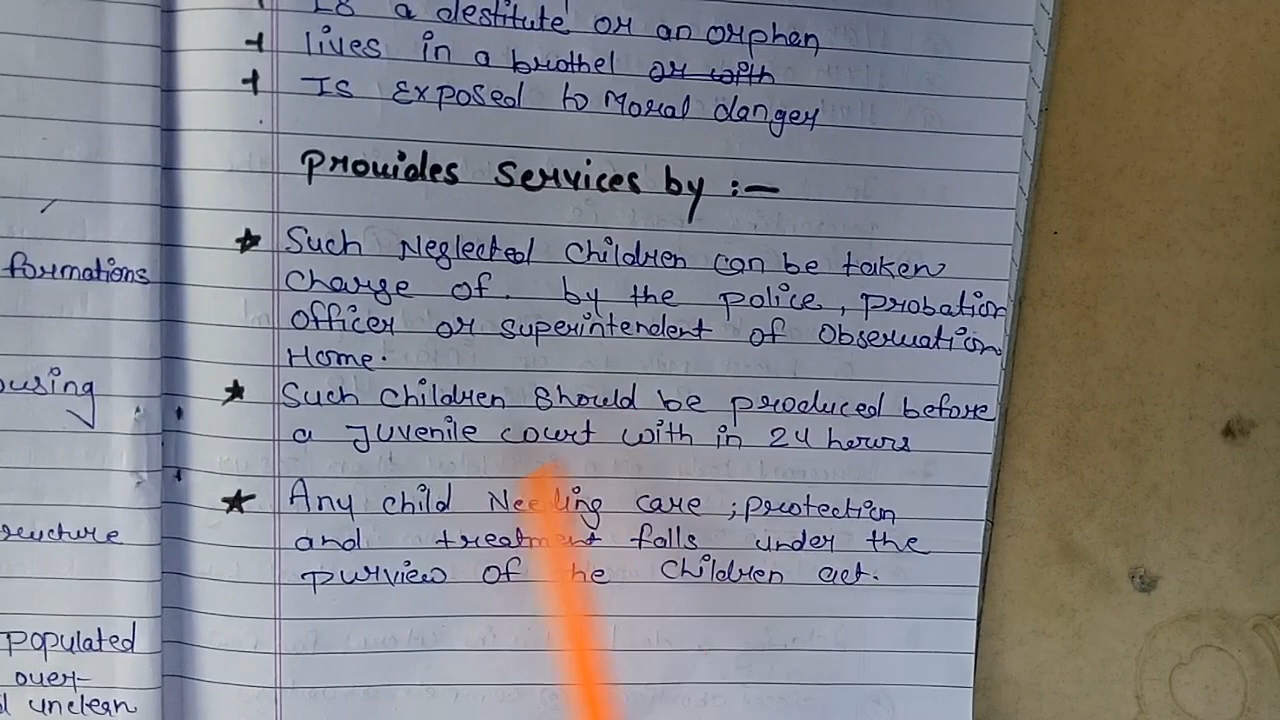 Is a destitute or an orphan
lives in a brothel or with
Is exposed to Moral danger
Provides Services by :-
Such Neglected children can be taken
charge of. by the police, probation
officer or superintendent of Observation
Home.
Such children should be produced before
a Juvenile court with in 24 hours
Any child Needing care ; protection
and treatment falls under the
purview of the children act.
formations
ousing
ructure
populated
over-
unclean